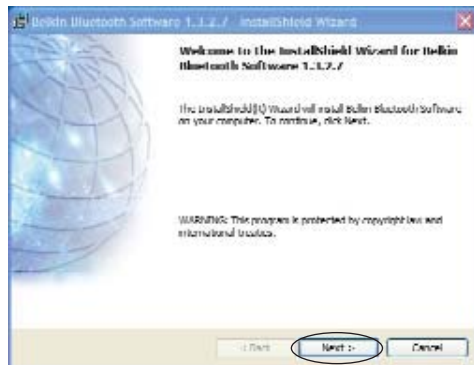 Belkin Bluetooth Software 1.3.2.7 - InstallShield Wizard
Welcome to the InstallShield Wizard for Belkin
Bluetooth Software 1.3.2.7
The InstallShield(R) Wizard will install Belkin Bluetooth Software
on your computer. To continue, click Next.
WARNING: This program is protected by copyright law and
international treaties.
< Back
Next >
Cancel